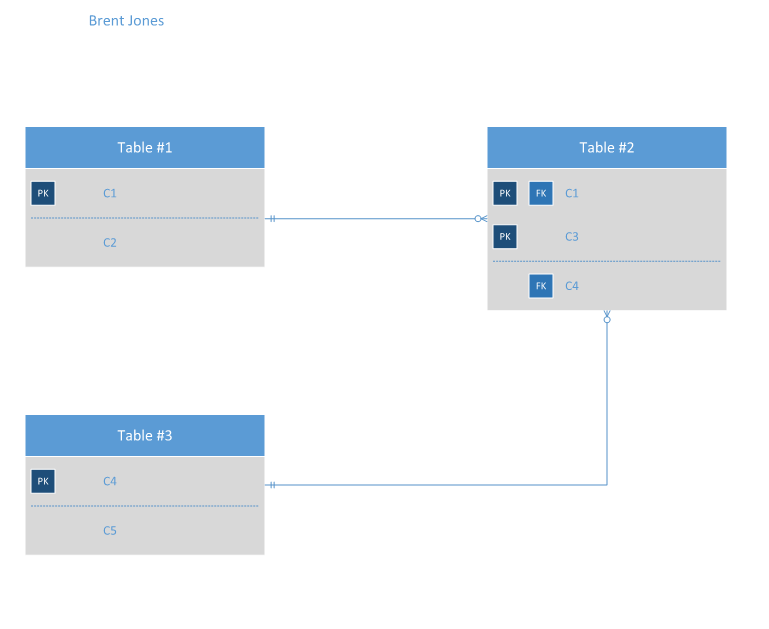 Brent Jones
Table #1
PK C1
C2
Table #2
PK FK C1
PK C3
FK C4
Table #3
PK C4
C5